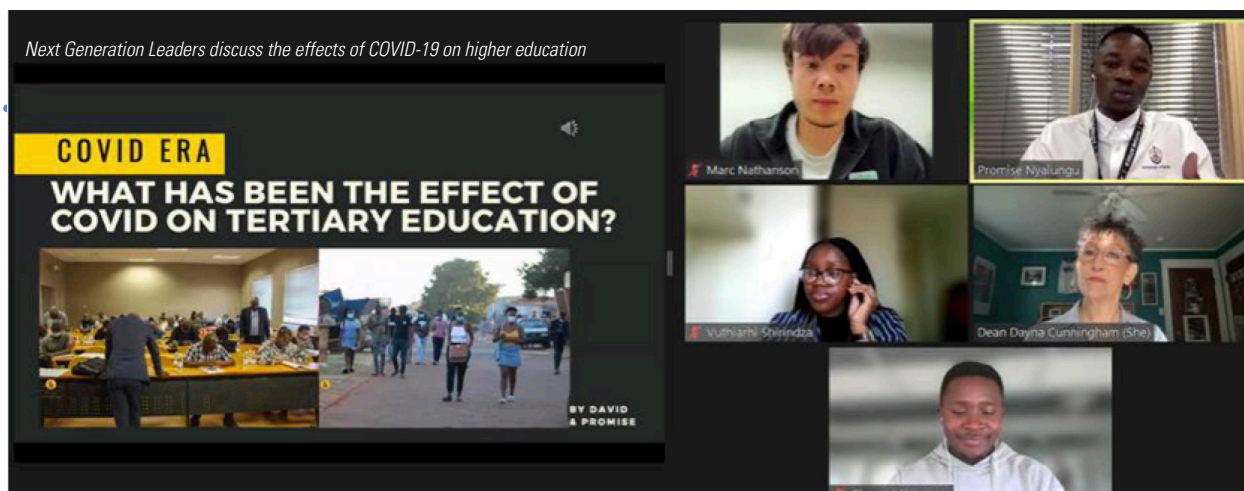 Next Generation Leaders discuss the effects of COVID-19 on higher education
COVID ERA
WHAT HAS BEEN THE EFFECT OF
COVID ON TERTIARY EDUCATION?
BY DAVID
& PROMISE
Marc Nathanson
Promise Nyalungu
Vuthlarhi Shirindza
Dean Dayna Cunningham (She)